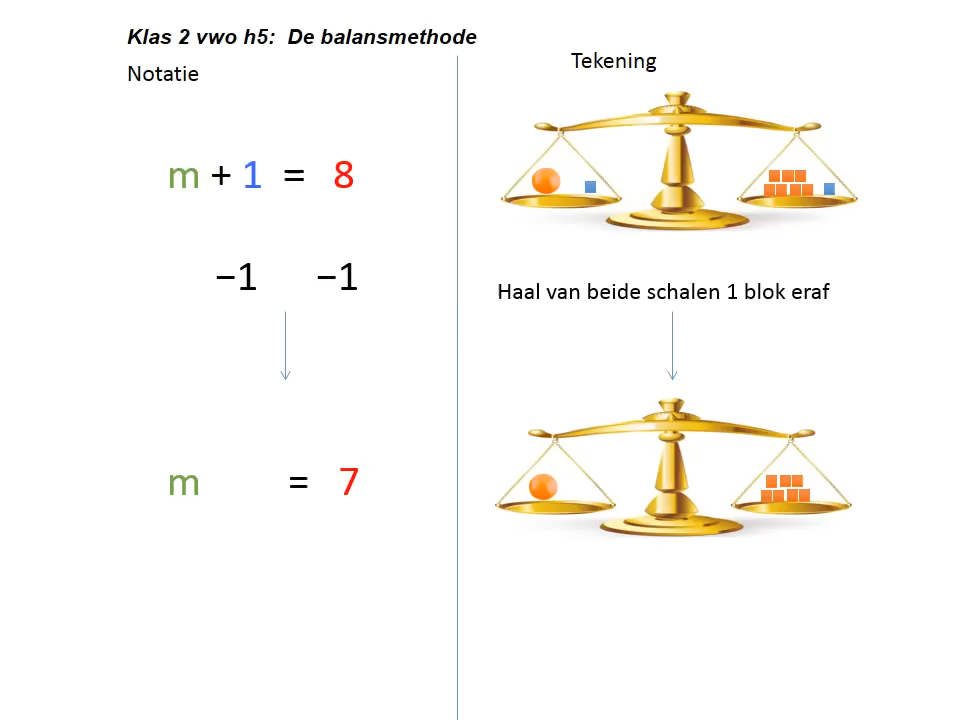 Klas 2 vwo h5: De balansmethode
Notatie
Tekening
m + 1 = 8
−1 −1
Haal van beide schalen 1 blok eraf
m = 7